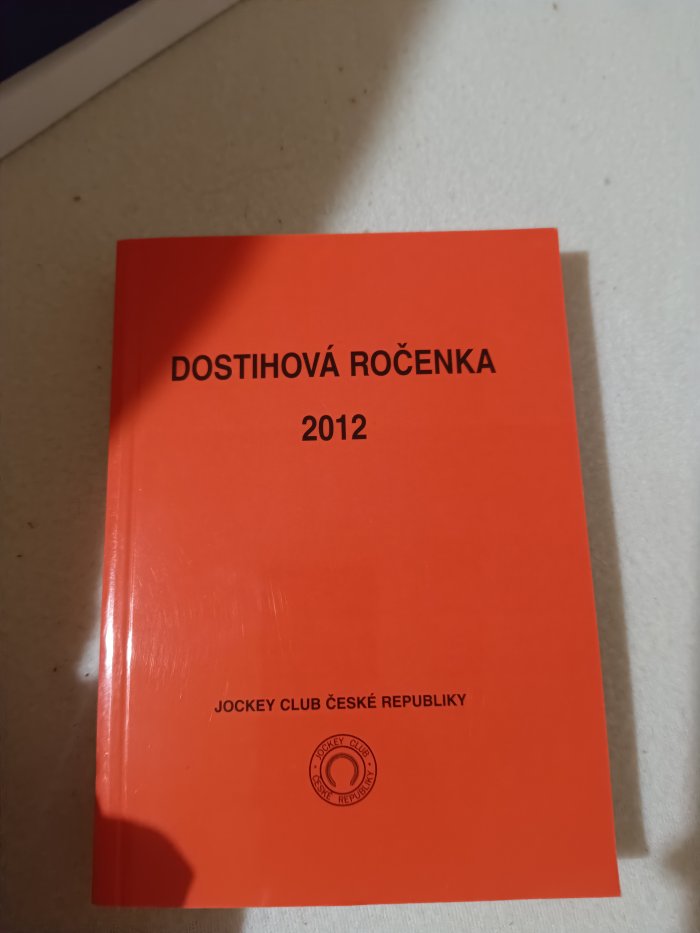 DOSTIHOVÁ ROČENKA
2012
JOCKEY CLUB ČESKÉ REPUBLIKY
JOCKEY CLUB
ČESKÉ REPUBLIKY